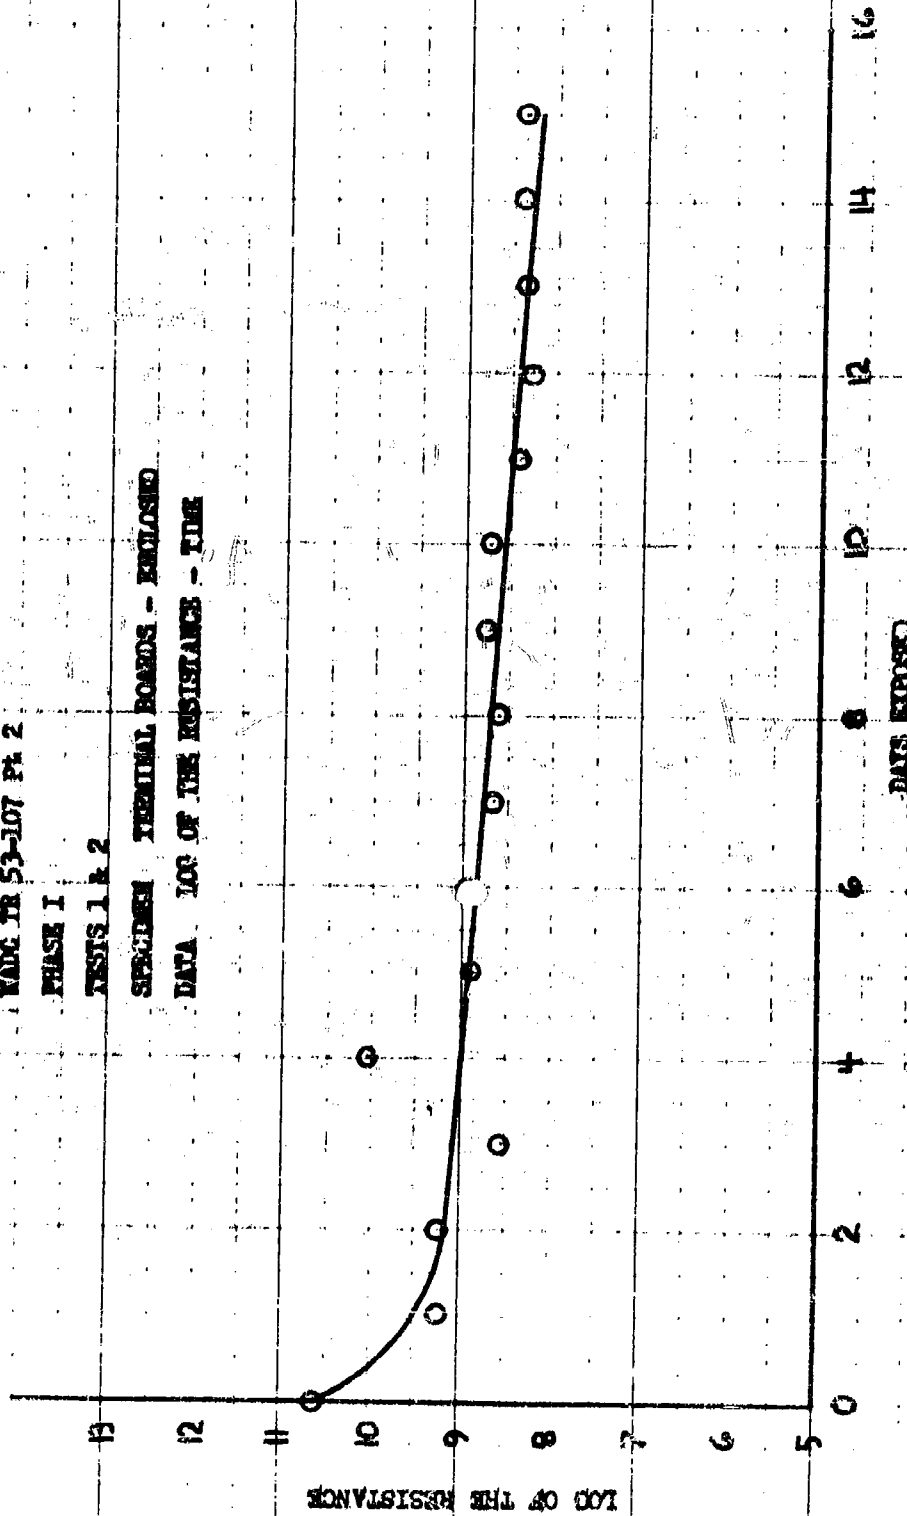 WADC TR 53-107 Pt 2
PHASE I
TESTS 1 & 2
SPECIMEN TERMINAL BOARDS - ENCLOSED
DATA LOG OF THE RESISTANCE - TIME
LOG OF THE RESISTANCE
13
12
11
10
9
8
7
6
5
0
2
4
6
8
10
12
14
16
DAYS EXPOSED